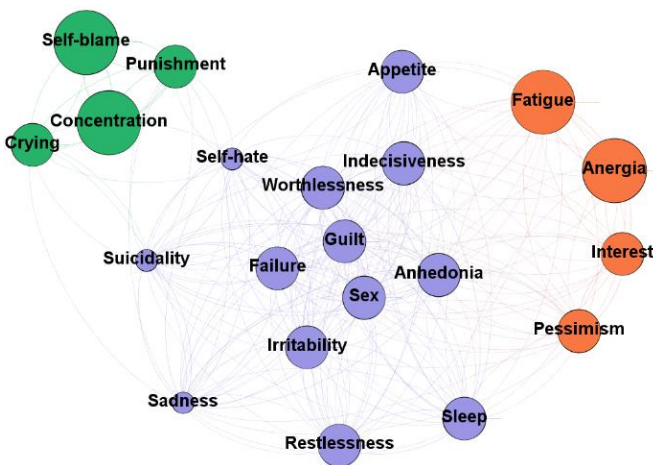 Self-blame
Punishment
Appetite
Fatigue
Concentration
Crying
Self-hate
Indecisiveness
Anergia
Worthlessness
Guilt
Interest
Suicidality
Failure
Anhedonia
Sex
Pessimism
Irritability
Sadness
Sleep
Restlessness